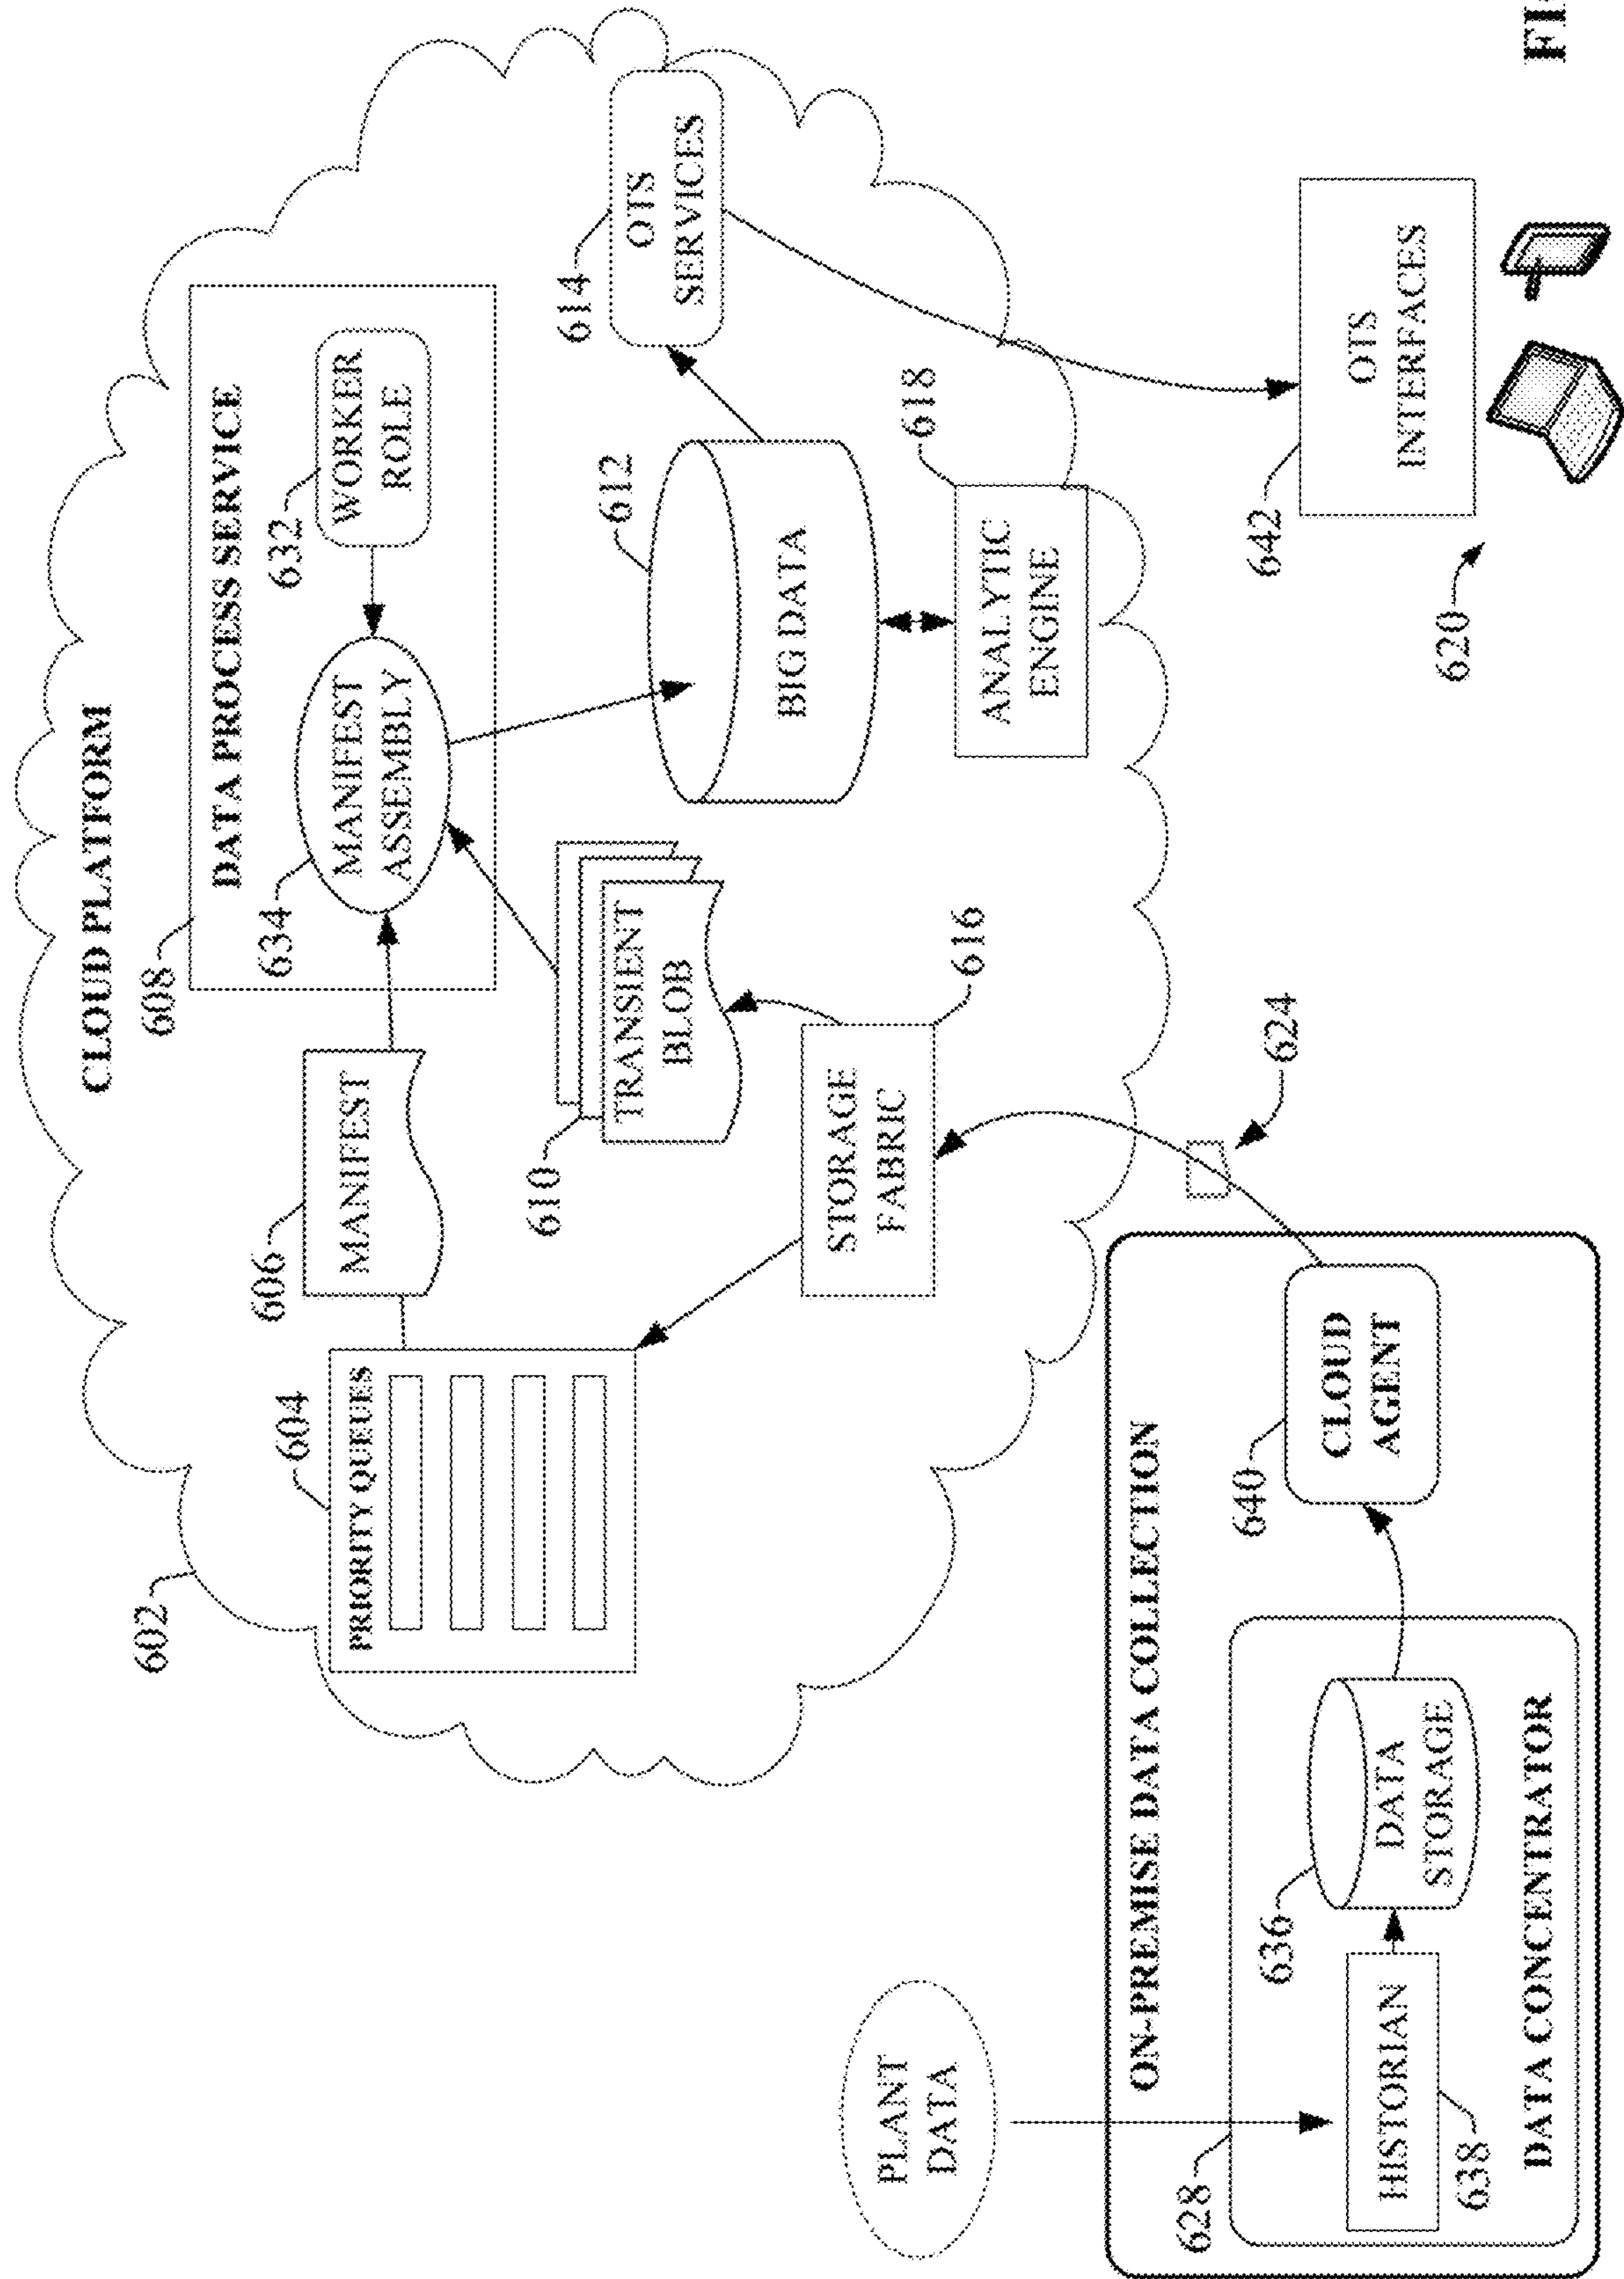 CLOUD PLATFORM
602
608
DATA PROCESS SERVICE
604
PRIORITY QUEUES
606
MANIFEST
634
MANIFEST
ASSEMBLY
632
WORKER
ROLE
610
TRANSIENT
BLOB
612
BIG DATA
614
OTS
SERVICES
STORAGE
FABRIC
616
ANALYTIC
ENGINE
618
PLANT
DATA
624
ON-PREMISE DATA COLLECTION
628
HISTORIAN
638
636
DATA
STORAGE
DATA CONCENTRATOR
640
CLOUD
AGENT
642
OTS
INTERFACES
620